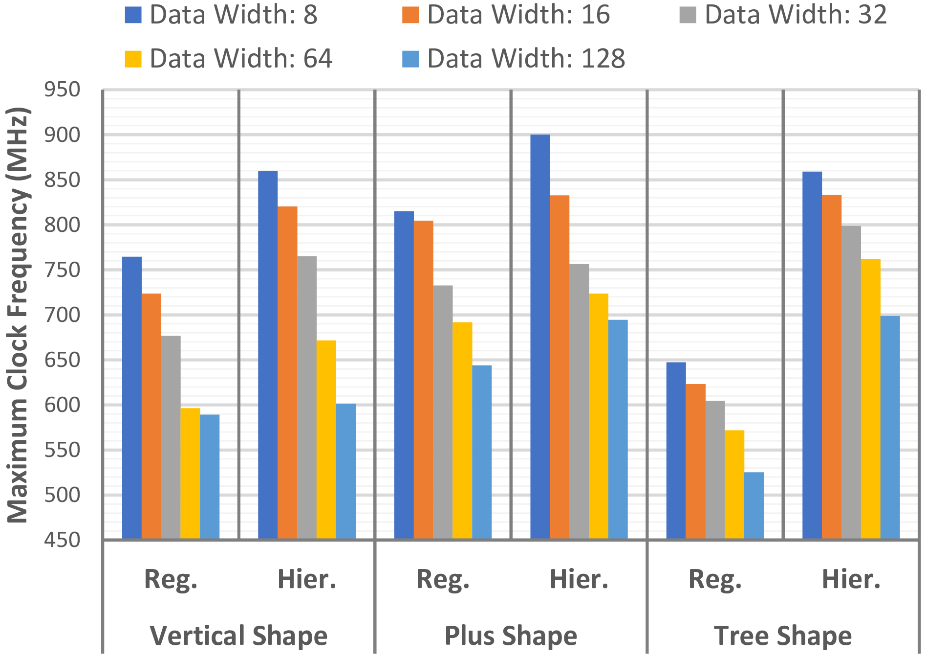 Data Width: 8 Data Width: 16 Data Width: 32
Data Width: 64 Data Width: 128
Maximum Clock Frequency (MHz)
950
900
850
800
750
700
650
600
550
500
450
Reg. Hier. Reg. Hier. Reg. Hier.
Vertical Shape Plus Shape Tree Shape